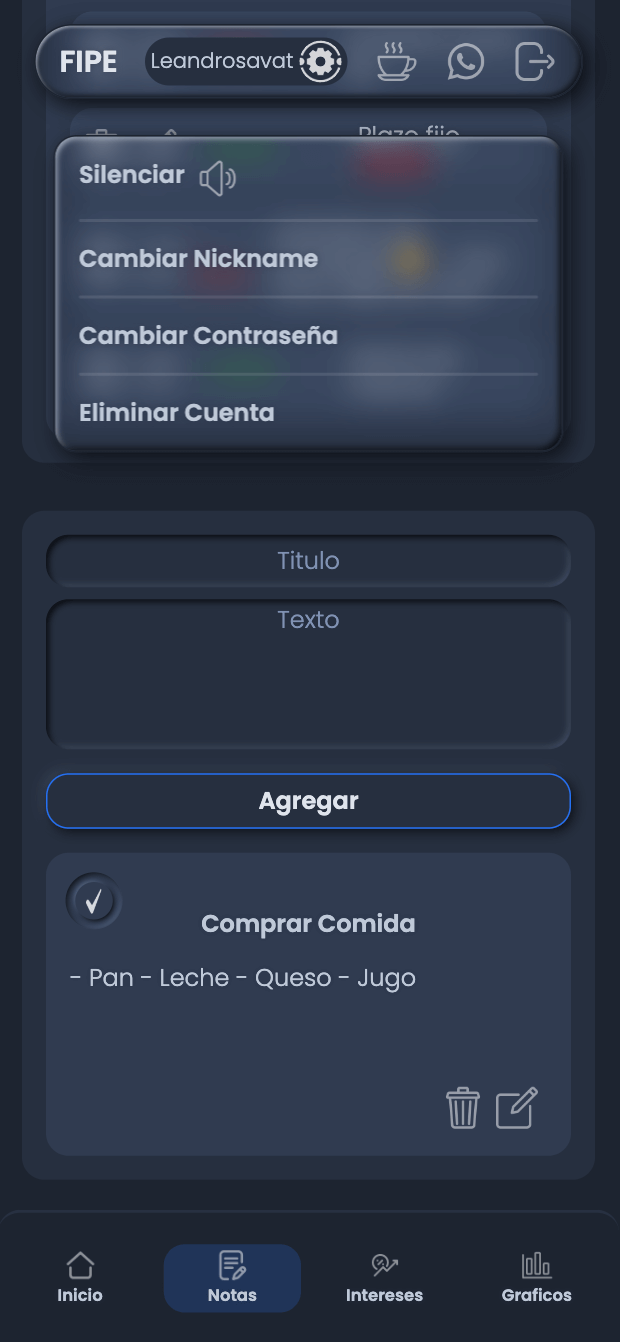 FIPE Leandrosavat
Plazo fijo
Silenciar
Cambiar Nickname
Cambiar Contraseña
Eliminar Cuenta
Titulo
Texto
Agregar
Comprar Comida
- Pan - Leche - Queso - Jugo
Inicio Notas Intereses Graficos